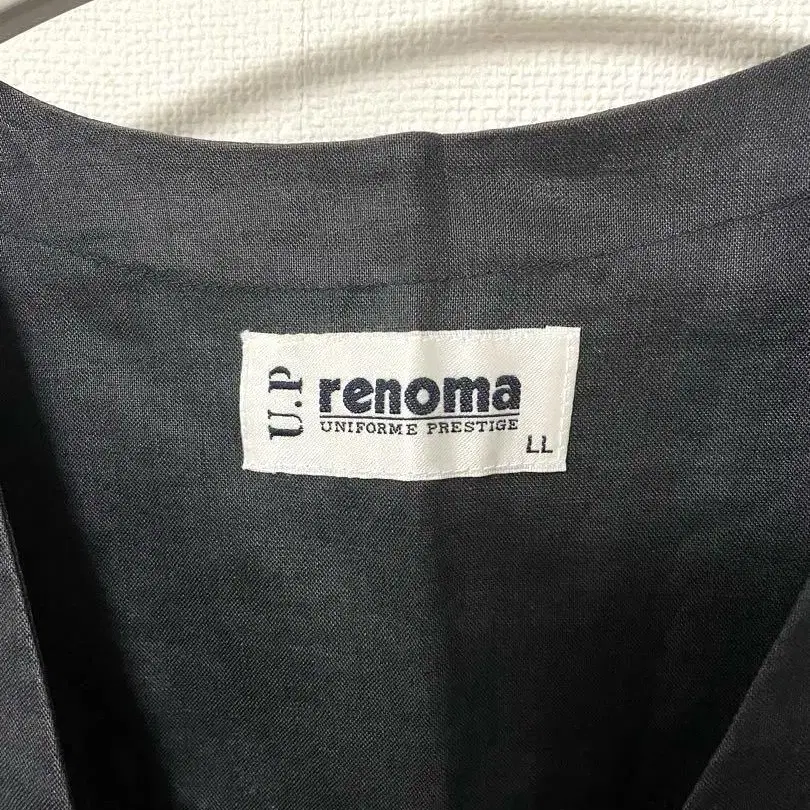 U.P
renoma
UNIFORME PRESTIGE
LL